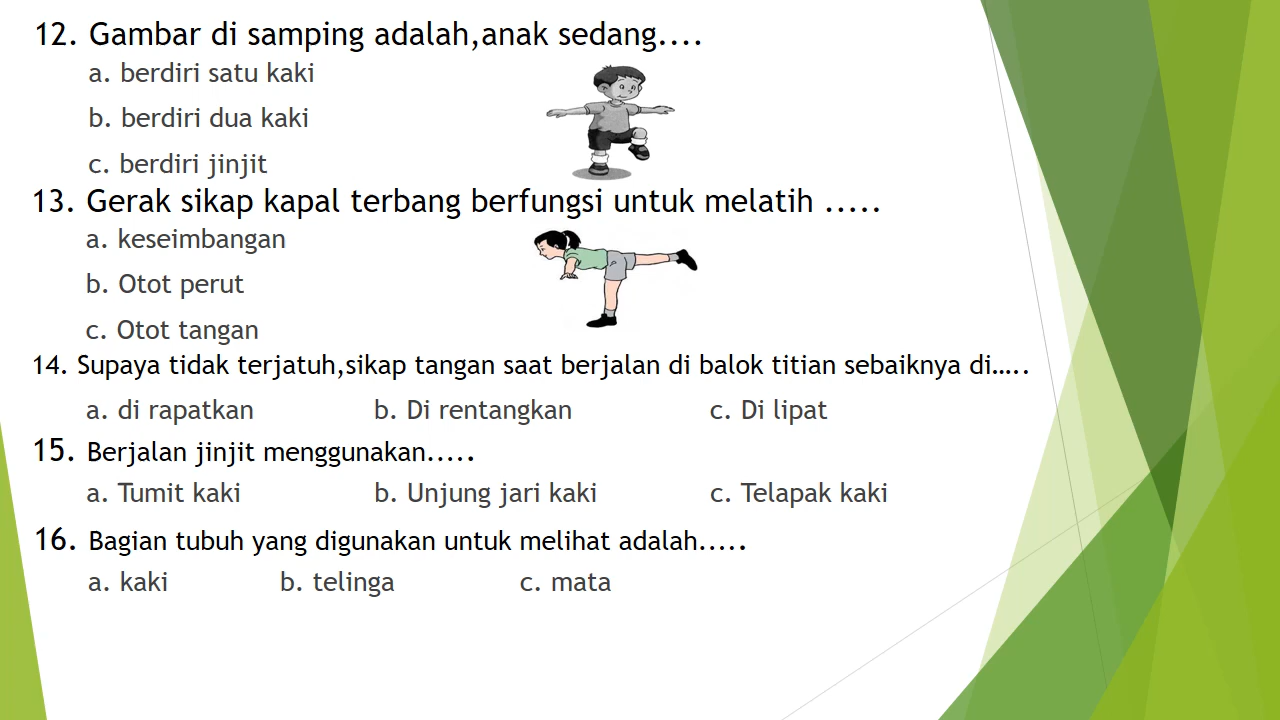 12. Gambar di samping adalah,anak sedang....
a. berdiri satu kaki
b. berdiri dua kaki
c. berdiri jinjit
13. Gerak sikap kapal terbang berfungsi untuk melatih .....
a. keseimbangan
b. Otot perut
c. Otot tangan
14. Supaya tidak terjatuh,sikap tangan saat berjalan di balok titian sebaiknya di…..
a. di rapatkan b. Di rentangkan c. Di lipat
15. Berjalan jinjit menggunakan.....
a. Tumit kaki b. Unjung jari kaki c. Telapak kaki
16. Bagian tubuh yang digunakan untuk melihat adalah.....
a. kaki b. telinga c. mata